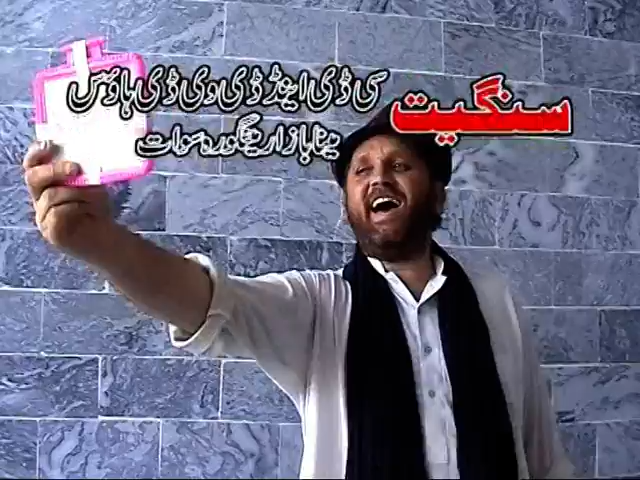 سنگیت سی ڈی اینڈ ڈی وی ڈی ہاؤس
مینا بازار مینگورہ سوات